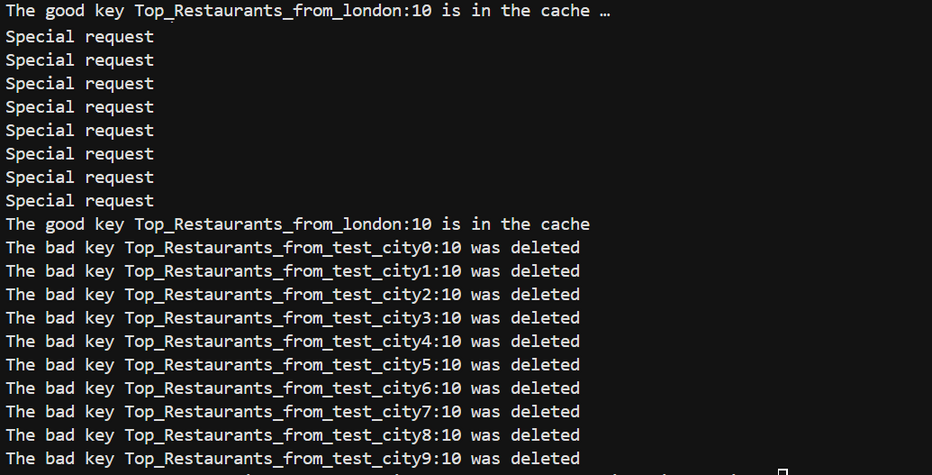 The good key Top_Restaurants_from_london:10 is in the cache …
Special request
Special request
Special request
Special request
Special request
Special request
Special request
Special request
The good key Top_Restaurants_from_london:10 is in the cache
The bad key Top_Restaurants_from_test_city0:10 was deleted
The bad key Top_Restaurants_from_test_city1:10 was deleted
The bad key Top_Restaurants_from_test_city2:10 was deleted
The bad key Top_Restaurants_from_test_city3:10 was deleted
The bad key Top_Restaurants_from_test_city4:10 was deleted
The bad key Top_Restaurants_from_test_city5:10 was deleted
The bad key Top_Restaurants_from_test_city6:10 was deleted
The bad key Top_Restaurants_from_test_city7:10 was deleted
The bad key Top_Restaurants_from_test_city8:10 was deleted
The bad key Top_Restaurants_from_test_city9:10 was deleted